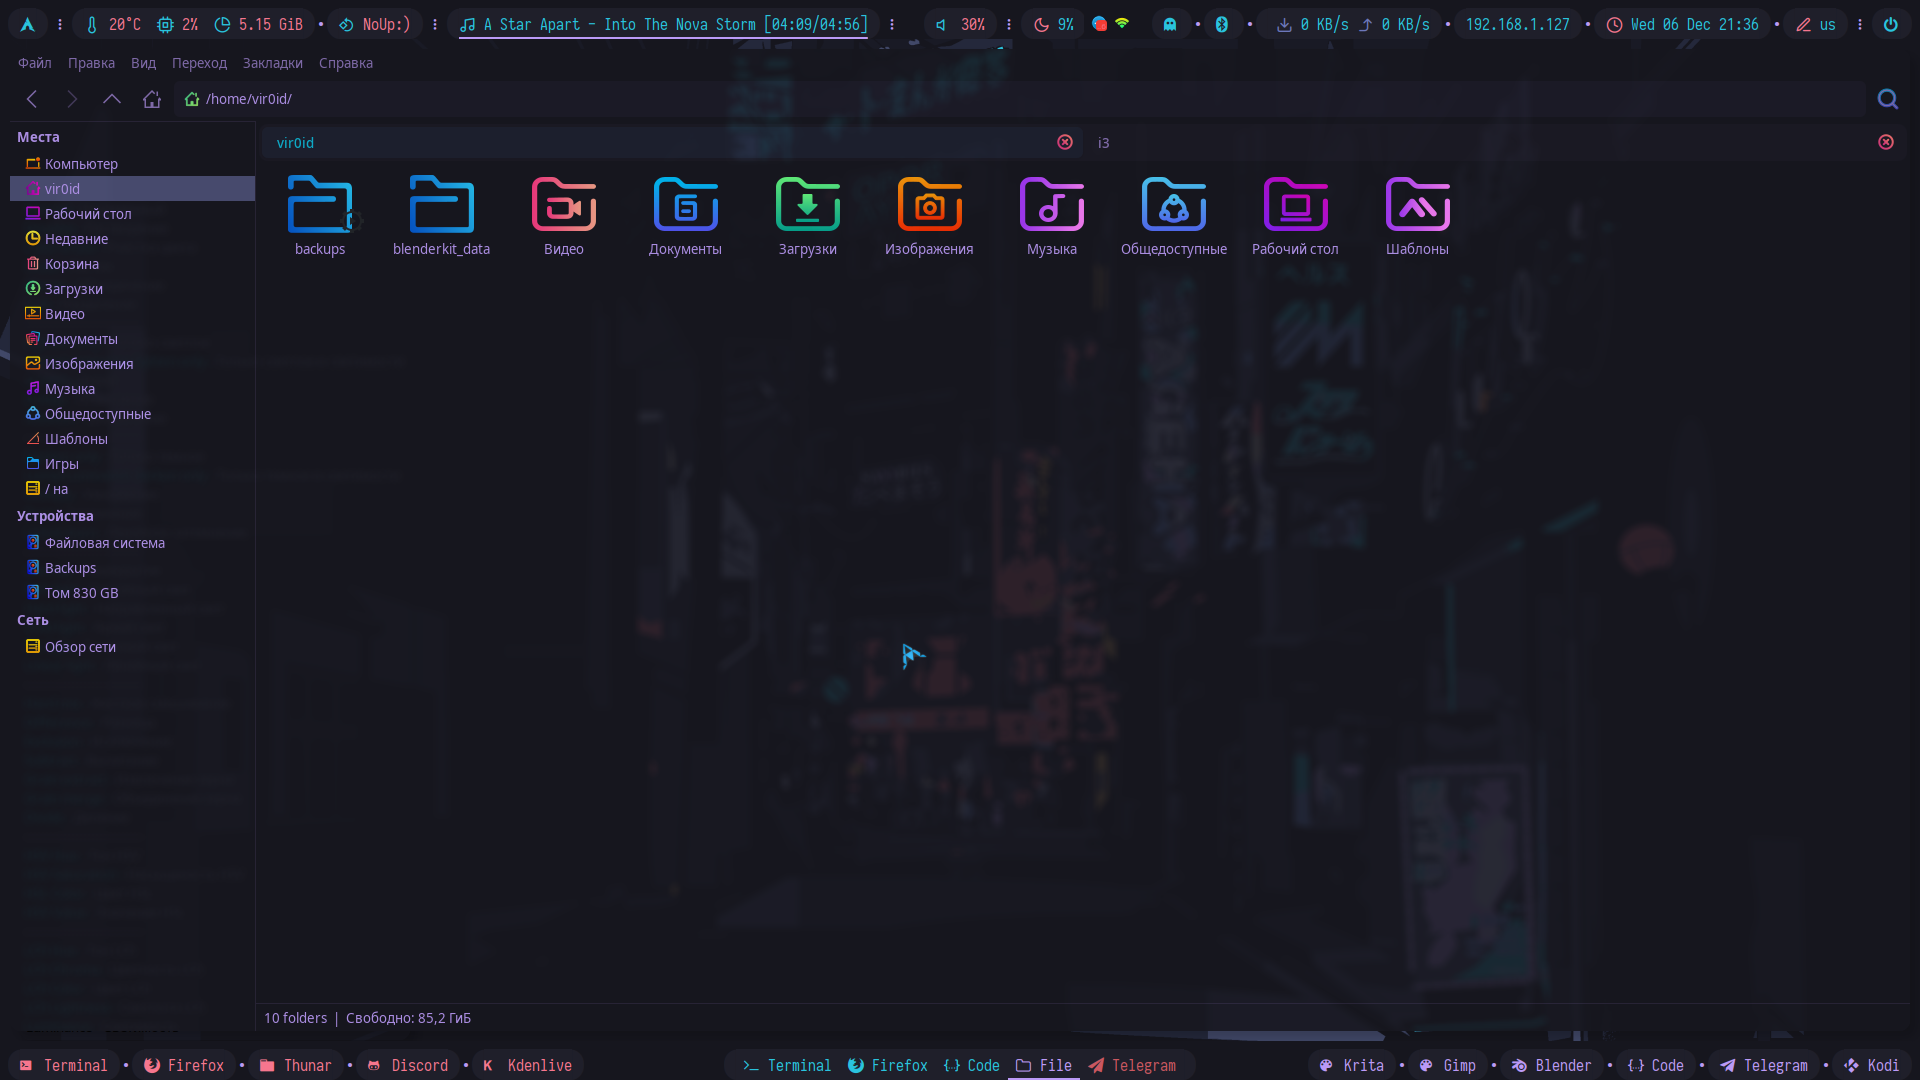 20°C 2% 5.15 GiB • NoUp:) A Star Apart - Into The Nova Storm [04:09/04:56] 30% 9% 0 KB/s 0 KB/s • 192.168.1.127 • Wed 06 Dec 21:36 • us
Файл Правка Вид Переход Закладки Справка
/home/vir0id/
Места
Компьютер
vir0id
Рабочий стол
Недавние
Корзина
Загрузки
Видео
Документы
Изображения
Музыка
Общедоступные
Шаблоны
Игры
/ на
Устройства
Файловая система
Backups
Том 830 GB
Сеть
Обзор сети
vir0id i3
backups blenderkit_data Видео Документы Загрузки Изображения Музыка Общедоступные Рабочий стол Шаблоны
10 folders | Свободно: 85,2 ГиБ
Terminal • Firefox • Thunar • Discord • Kdenlive Terminal Firefox Code File Telegram Krita • Gimp • Blender • Code • Telegram • Kodi